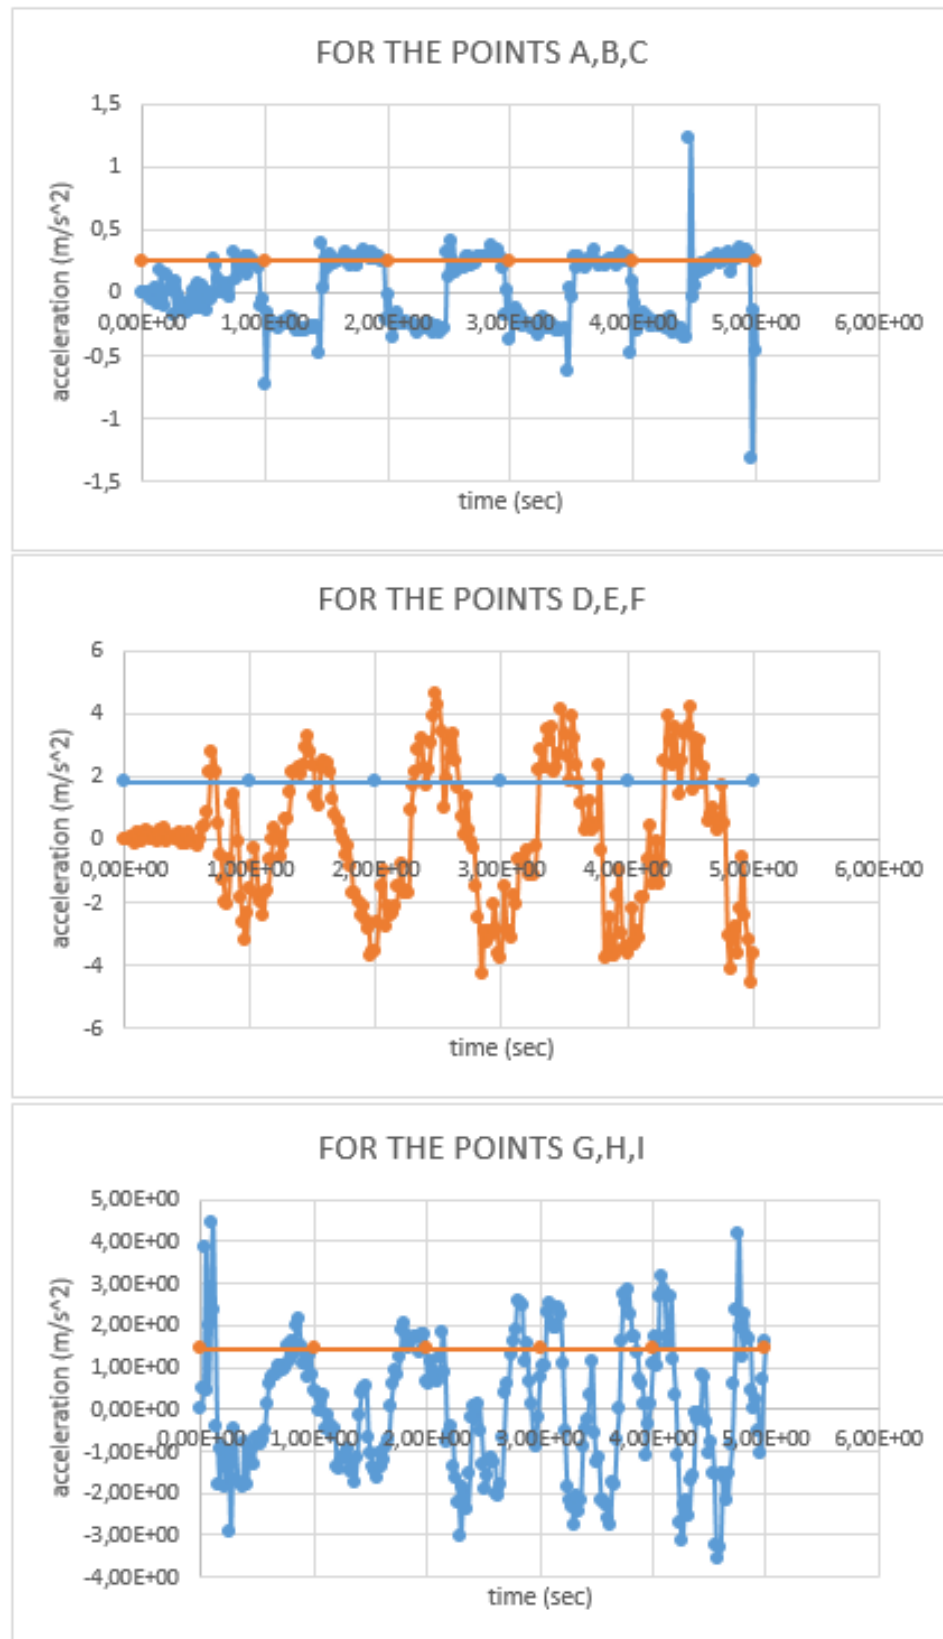 FOR THE POINTS A,B,C
1,5
1
0,5
0
-0,5
-1
-1,5
acceleration (m/s^2)
0,00E+00 1,00E+00 2,00E+00 3,00E+00 4,00E+00 5,00E+00 6,00E+00
time (sec)
FOR THE POINTS D,E,F
6
4
2
0
-2
-4
-6
acceleration (m/s^2)
0,00E+00 1,00E+00 2,00E+00 3,00E+00 4,00E+00 5,00E+00 6,00E+00
time (sec)
FOR THE POINTS G,H,I
5,00E+00
4,00E+00
3,00E+00
2,00E+00
1,00E+00
0,00E+00
-1,00E+00
-2,00E+00
-3,00E+00
-4,00E+00
acceleration (m/s^2)
0,00E+00 1,00E+00 2,00E+00 3,00E+00 4,00E+00 5,00E+00 6,00E+00
time (sec)